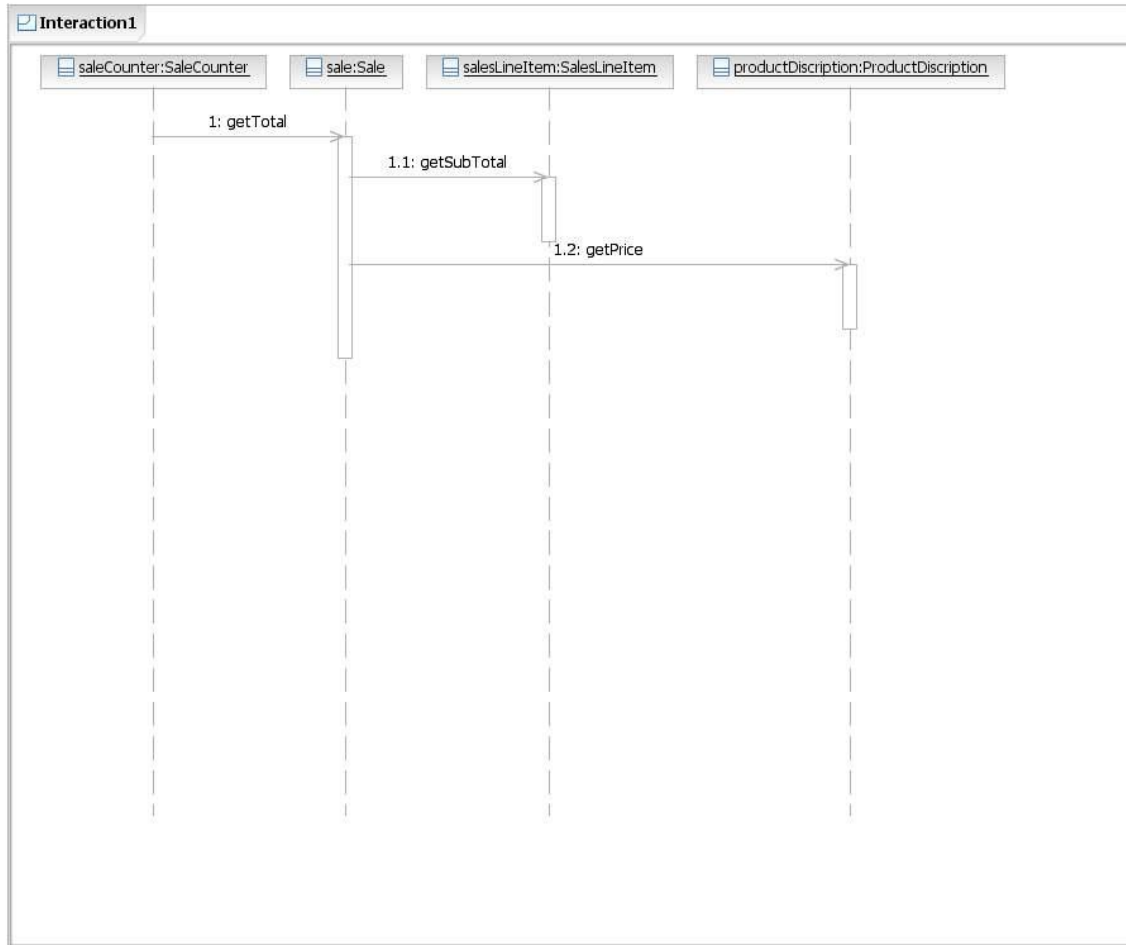 Interaction1
saleCounter:SaleCounter
sale:Sale
salesLineItem:SalesLineItem
productDiscription:ProductDiscription
1: getTotal
1.1: getSubTotal
1.2: getPrice